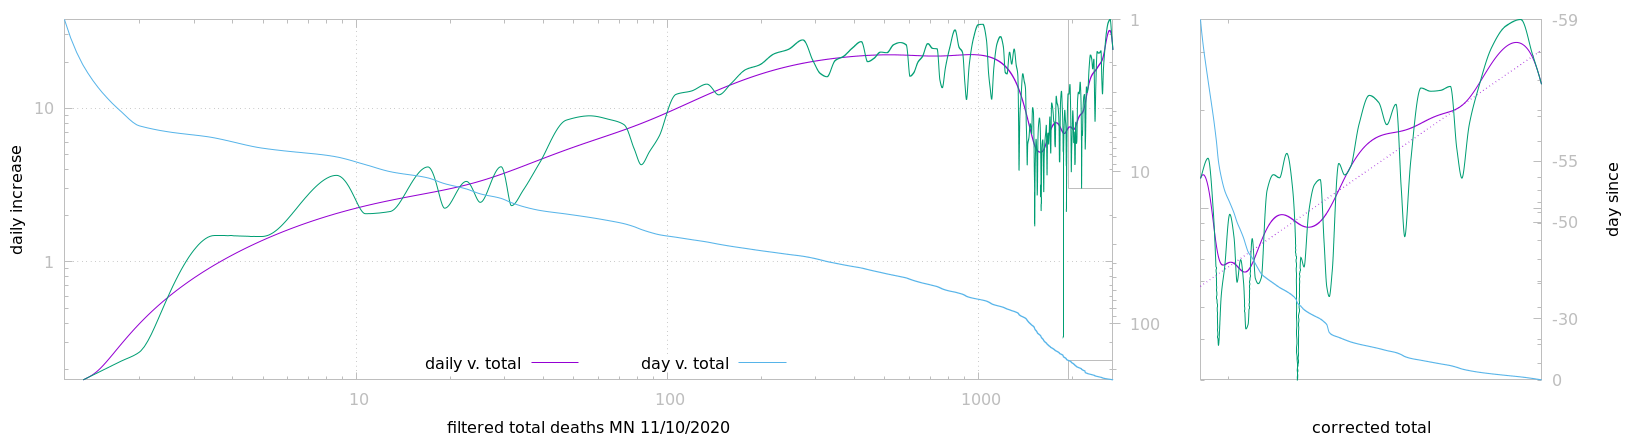 daily increase
10
1
daily v. total
day v. total
10
100
1000
filtered total deaths MN 11/10/2020
1
10
100
-59
-55
-50
-30
0
day since
corrected total